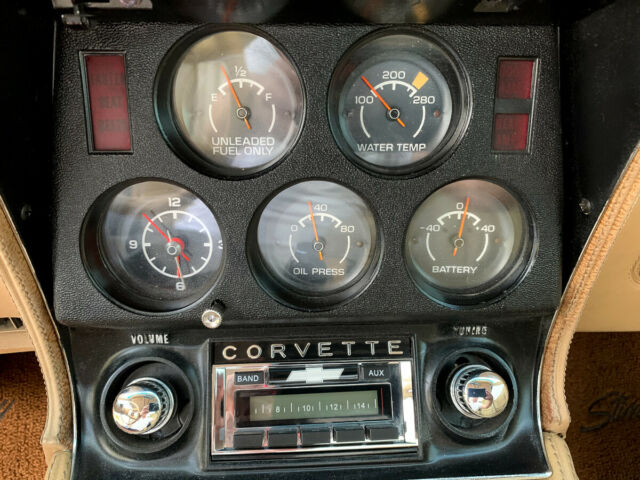 ½
E F
UNLEADED
FUEL ONLY
200
100 280
WATER TEMP
12
9 3
6
40
0 80
OIL PRESS
0
-40 +40
BATTERY
VOLUME
TUNING
CORVETTE
BAND
AUX
8 10 12 14